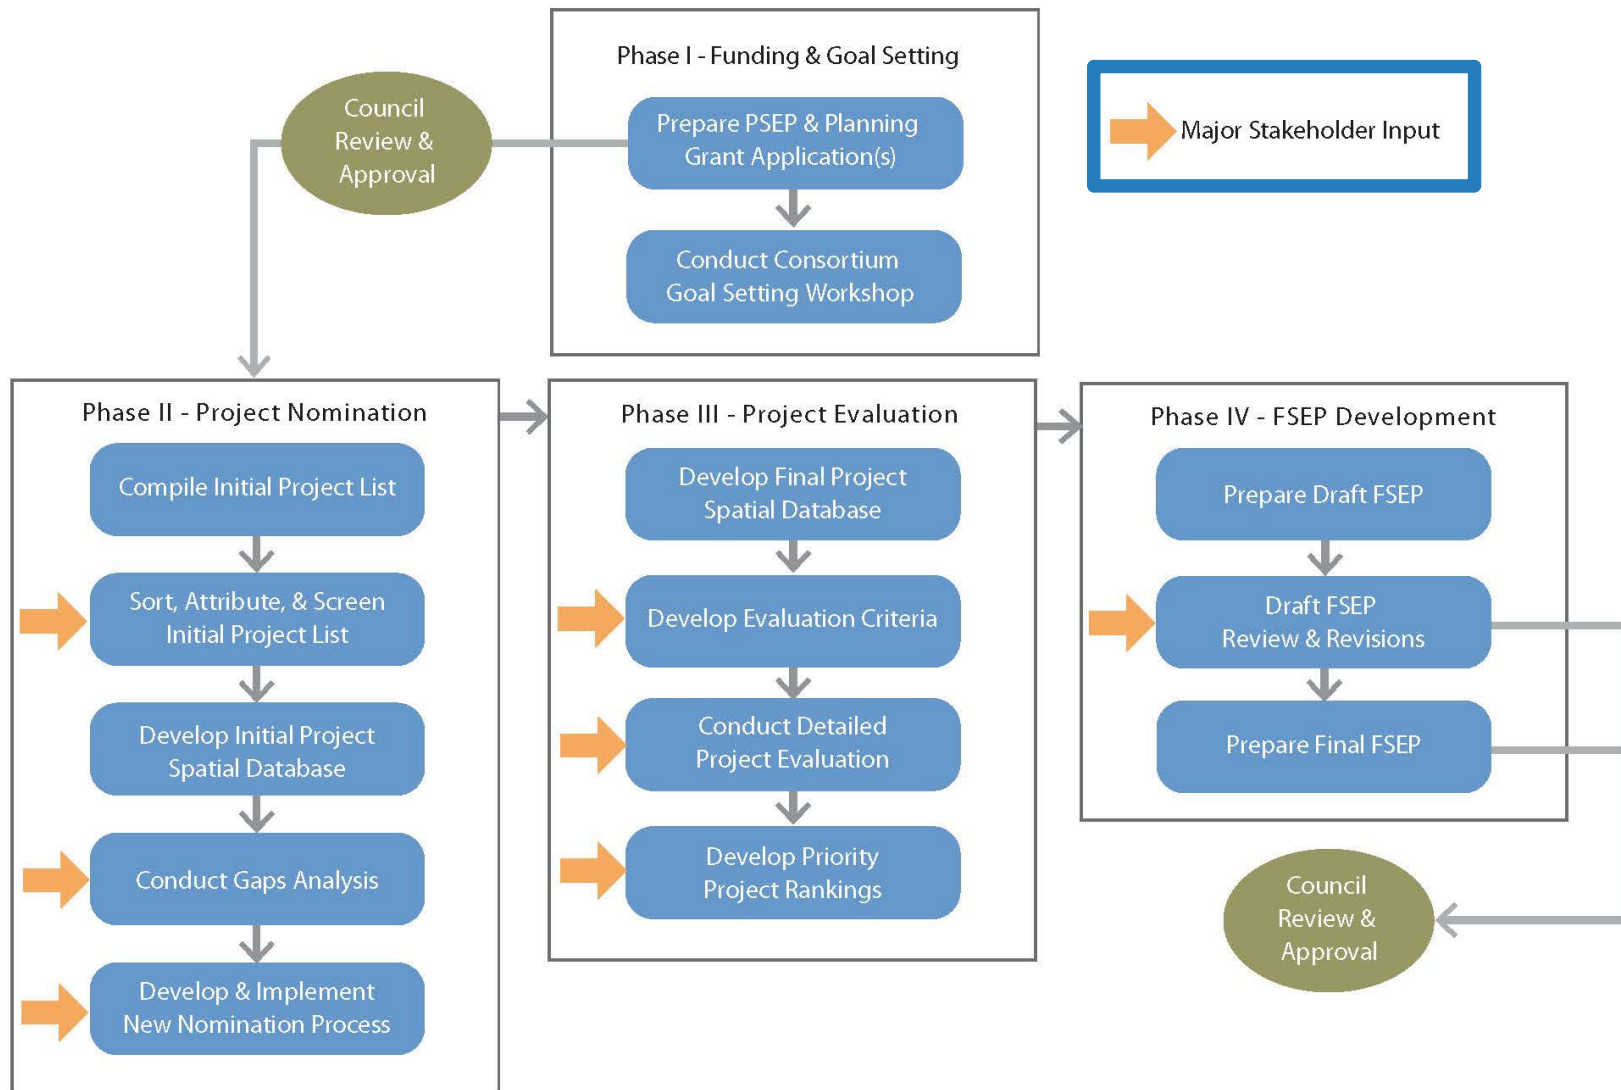 Phase I - Funding & Goal Setting
Council
Review &
Approval
Prepare PSEP & Planning
Grant Application(s)
Conduct Consortium
Goal Setting Workshop
Major Stakeholder Input
Phase II - Project Nomination
Compile Initial Project List
Sort, Attribute, & Screen
Initial Project List
Develop Initial Project
Spatial Database
Conduct Gaps Analysis
Develop & Implement
New Nomination Process
Phase III - Project Evaluation
Develop Final Project
Spatial Database
Develop Evaluation Criteria
Conduct Detailed
Project Evaluation
Develop Priority
Project Rankings
Phase IV - FSEP Development
Prepare Draft FSEP
Draft FSEP
Review & Revisions
Prepare Final FSEP
Council
Review &
Approval